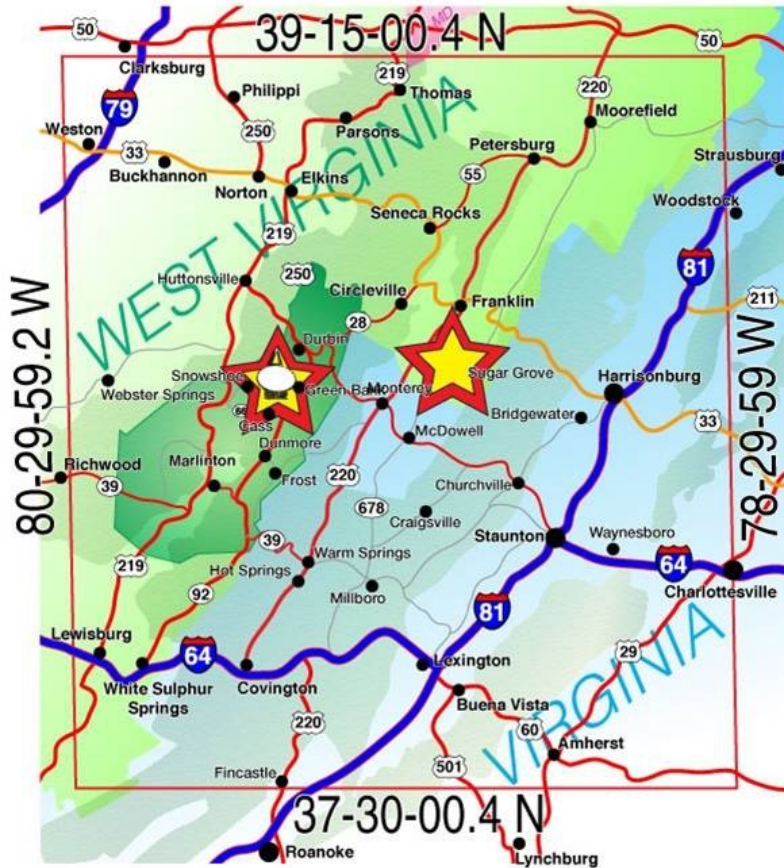 50
39-15-00.4 N
MD
50
Clarksburg
219
220
79
Philippi
Thomas
Moorefield
Weston
250
Parsons
33
Petersburg
Strausburg
Buckhannon
Norton
Elkins
55
WEST VIRGINIA
Seneca Rocks
Woodstock
219
81
Huttonsville
250
Circleville
Franklin
211
28
80-29-59.2 W
78-29-59 W
Durbin
Snowshoe
Green Bank
Monterey
Sugar Grove
Harrisonburg
Webster Springs
66
Cass
Bridgewater
33
McDowell
Dunmore
Richwood
Marlinton
Frost
220
Churchville
39
678
Craigsville
Staunton
Waynesboro
39
Warm Springs
64
219
Hot Springs
Charlottesville
92
Millboro
81
Lewisburg
64
Lexington
29
White Sulphur
Springs
Covington
Buena Vista
VIRGINIA
220
60
Amherst
Fincastle
501
37-30-00.4 N
Roanoke
Lynchburg